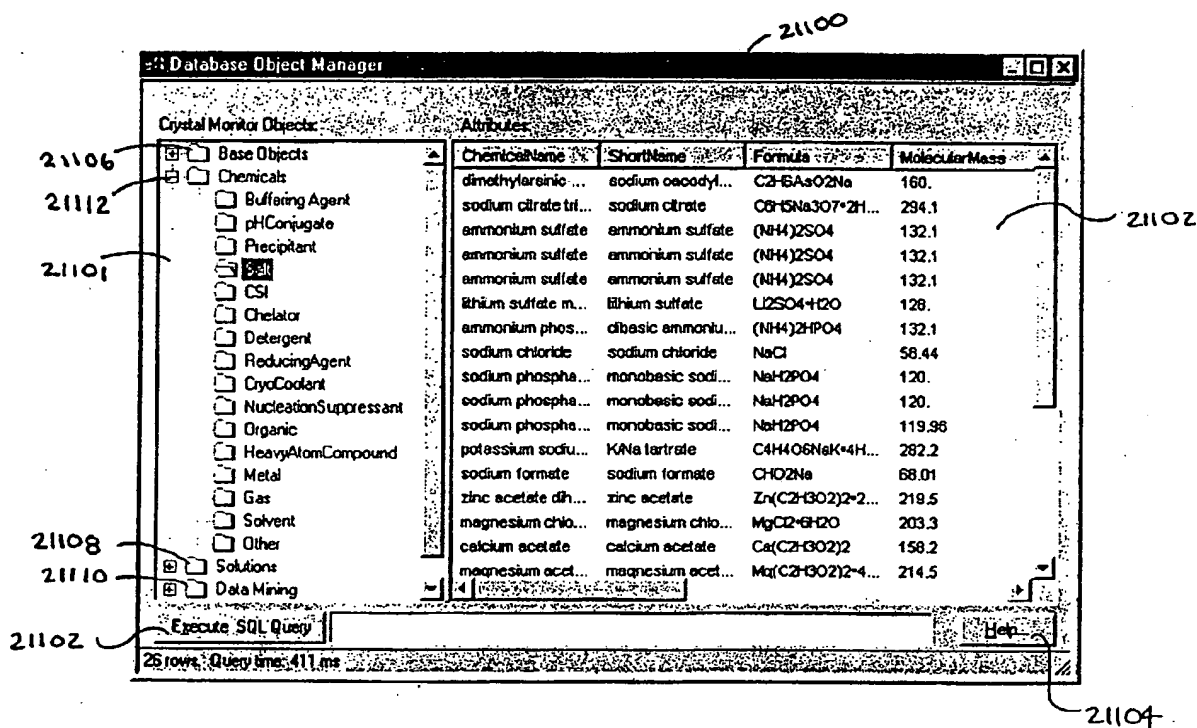 21100
Database Object Manager
Crystal Monitor Objects:
Attributes:
21106
Base Objects
21112
Chemicals
Buffering Agent
pHConjugate
Precipitant
21101
Salt
CSI
Chelator
Detergent
ReducingAgent
CryoCoolant
NucleationSuppressant
Organic
HeavyAtomCompound
Metal
Gas
Solvent
Other
21108
Solutions
21110
Data Mining
ChemicalName ShortName Formula MolecularMass
dimethylarsinic ... sodium cacodyl... C2H6AsO2Na 160.
sodium citrate tri... sodium citrate C6H5Na3O7•2H... 294.1
21102
ammonium sulfate ammonium sulfate (NH4)2SO4 132.1
ammonium sulfate ammonium sulfate (NH4)2SO4 132.1
ammonium sulfate ammonium sulfate (NH4)2SO4 132.1
lithium sulfate m... lithium sulfate Li2SO4•H2O 128.
ammonium phos... dibasic ammoniu... (NH4)2HPO4 132.1
sodium chloride sodium chloride NaCl 58.44
sodium phospha... monobasic sodi... NaH2PO4 120.
sodium phospha... monobasic sodi... NaH2PO4 120.
sodium phospha... monobasic sodi... NaH2PO4 119.96
potassium sodiu... K/Na tartrate C4H4O6NaK•4H... 282.2
sodium formate sodium formate CHO2Na 68.01
zinc acetate dih... zinc acetate Zn(C2H3O2)2•2... 219.5
magnesium chlo... magnesium chlo... MgCl2•6H2O 203.3
calcium acetate calcium acetate Ca(C2H3O2)2 158.2
magnesium acet... magnesium acet... Mg(C2H3O2)2•4... 214.5
21102
Execute SQL Query
Help
26 rows, Query time: 411 ms
21104